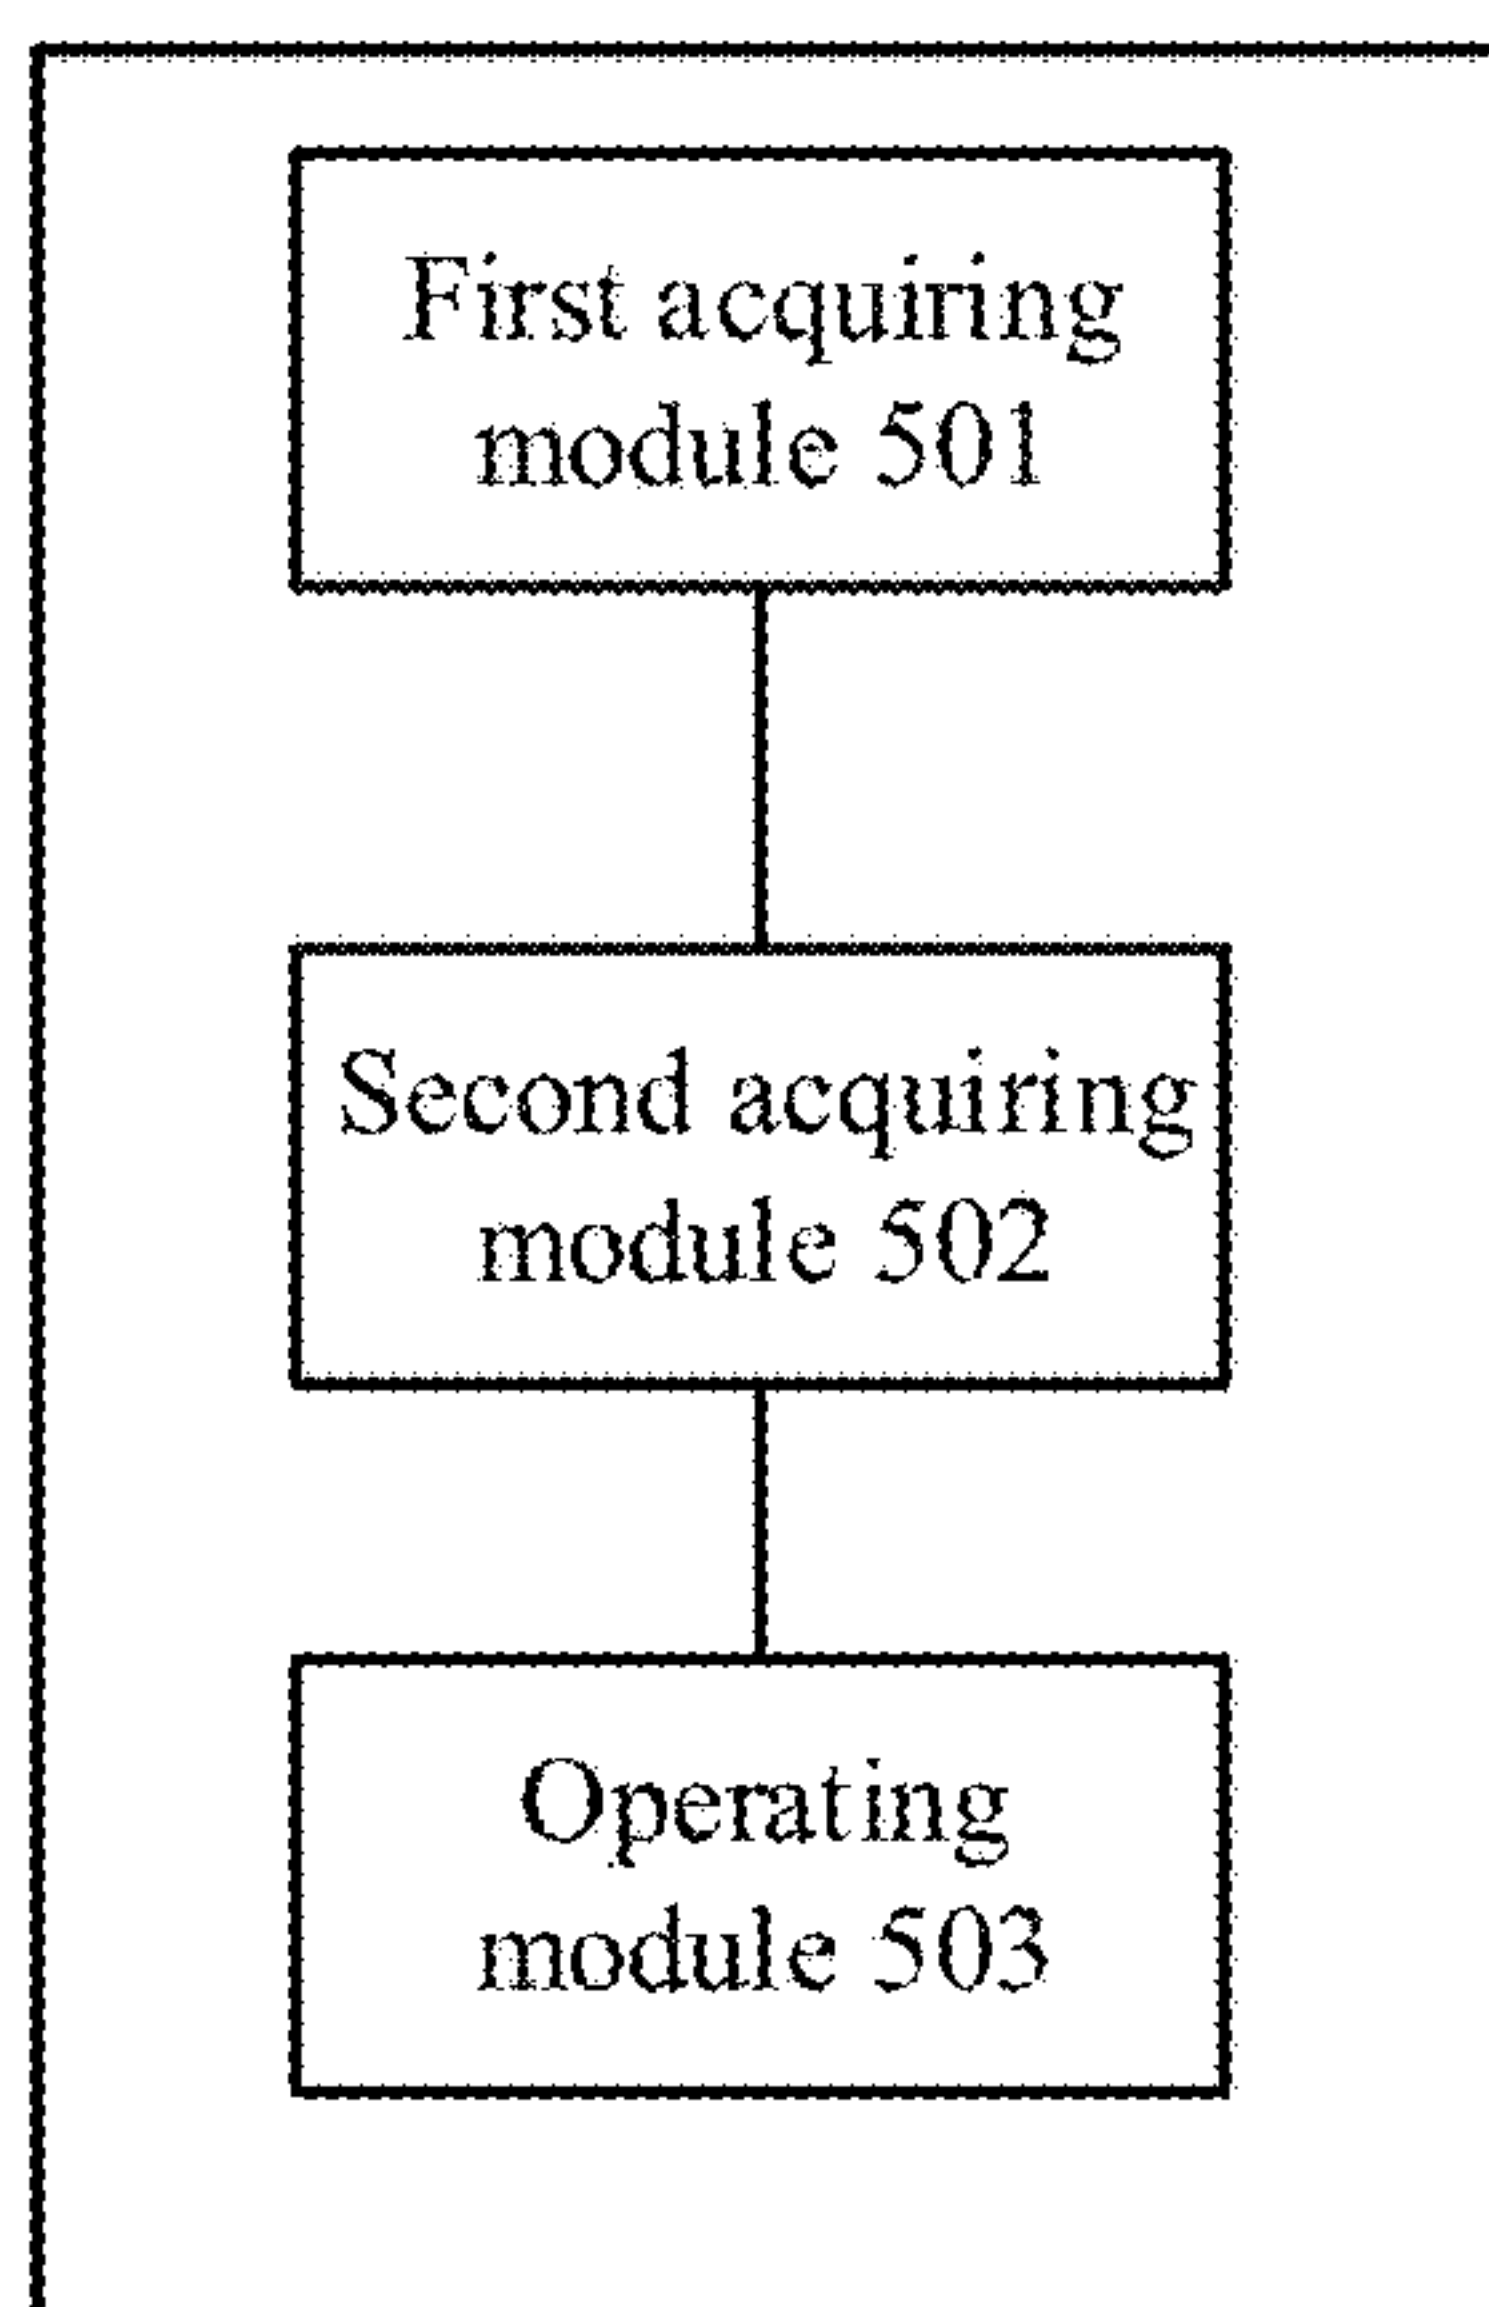 First acquiring
module 501
Second acquiring
module 502
Operating
module 503